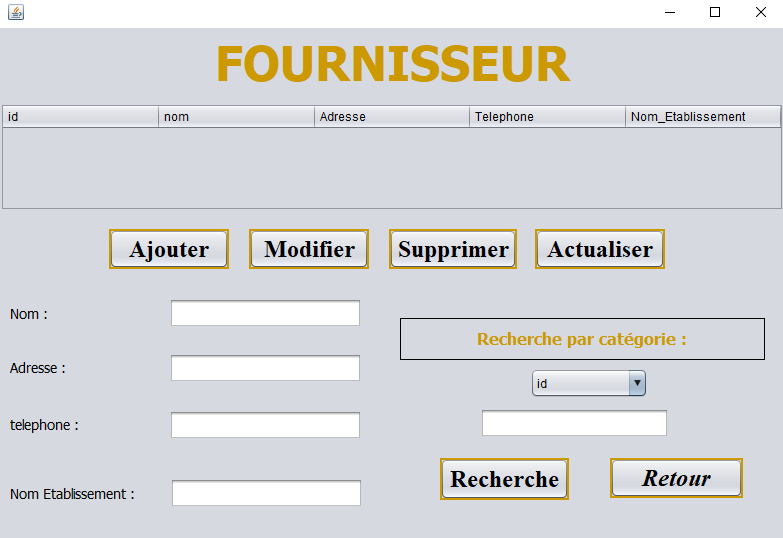 FOURNISSEUR
id nom Adresse Telephone Nom_Etablissement
Ajouter Modifier Supprimer Actualiser
Nom :
Recherche par catégorie :
Adresse :
id
telephone :
Recherche Retour
Nom Etablissement :